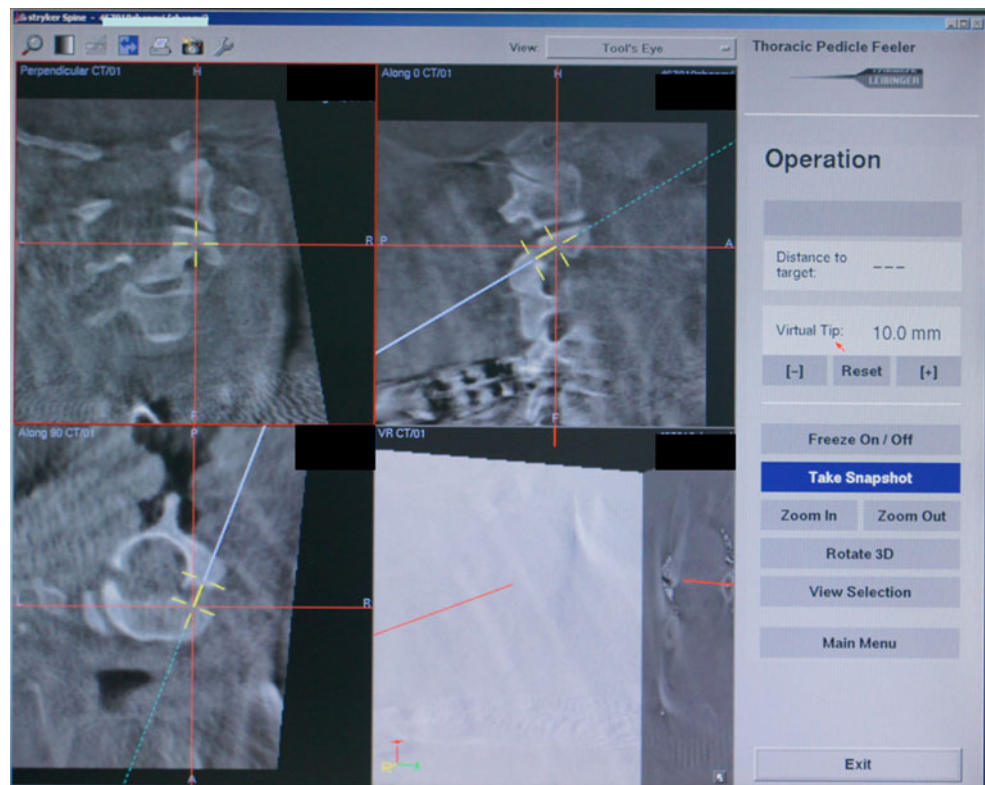 stryker Spine -
View: Tool's Eye
Thoracic Pedicle Feeler
LEIBINGER
Perpendicular CT/01
H
L
R
Along 0 CT/01
H
P
A
F
Operation
Distance to
target:
---
Virtual Tip: 10.0 mm
[-] Reset [+]
Along 90 CT/01
P
L
R
A
VR CT/01
Freeze On / Off
Take Snapshot
Zoom In Zoom Out
Rotate 3D
View Selection
Main Menu
Exit